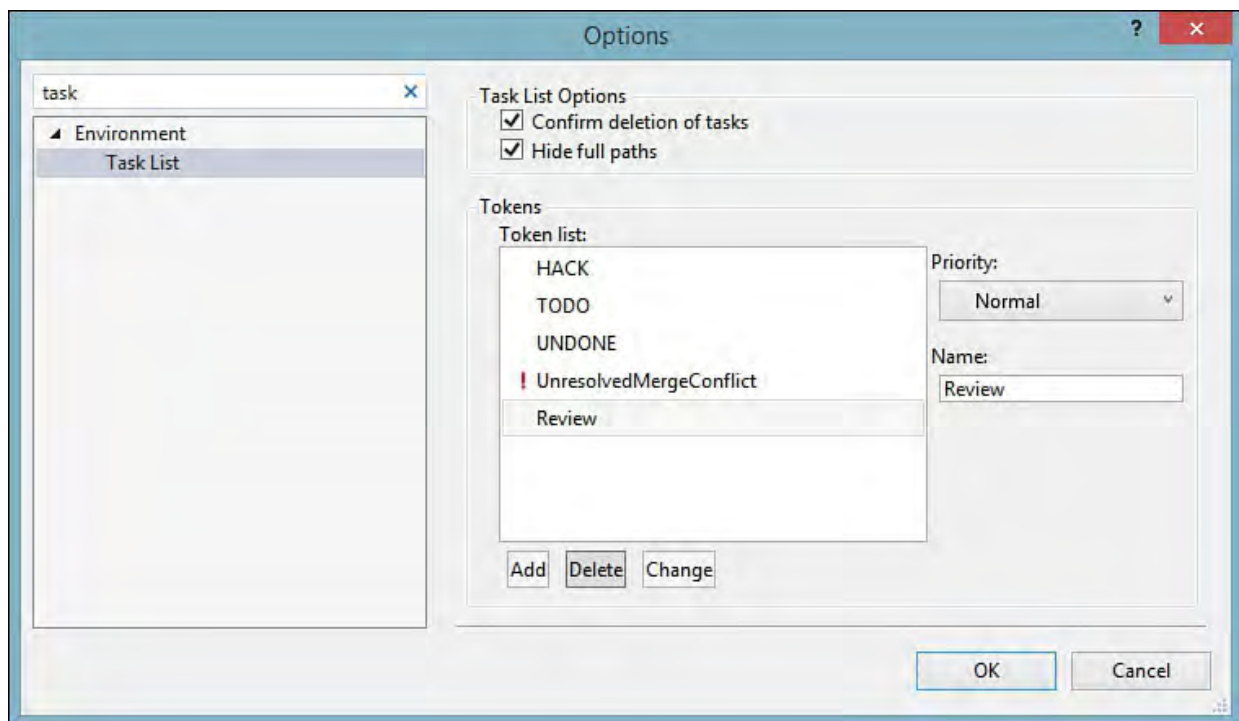 Options
?
task
Environment
Task List
Task List Options
Confirm deletion of tasks
Hide full paths
Tokens
Token list:
HACK
TODO
UNDONE
! UnresolvedMergeConflict
Review
Priority:
Normal
Name:
Review
Add Delete Change
OK Cancel